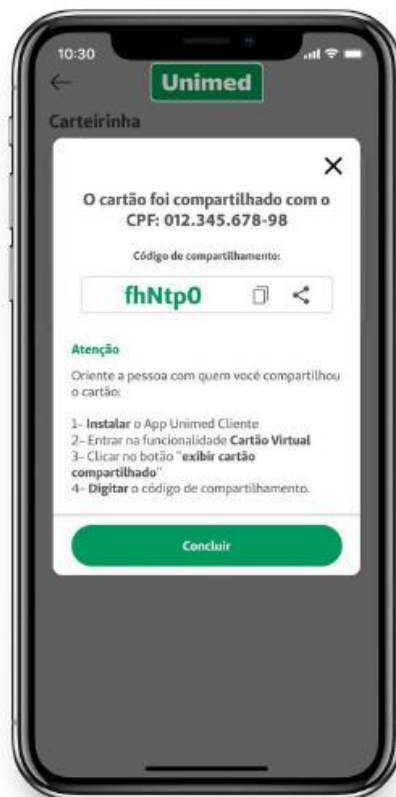 10:30
Unimed
Carteirinha
O cartão foi compartilhado com o
CPF: 012.345.678-98
Código de compartilhamento:
fhNtp0
Atenção
Oriente a pessoa com quem você compartilhou
o cartão:
1- Instalar o App Unimed Cliente
2- Entrar na funcionalidade Cartão Virtual
3- Clicar no botão "exibir cartão
compartilhado"
4- Digitar o código de compartilhamento.
Concluir